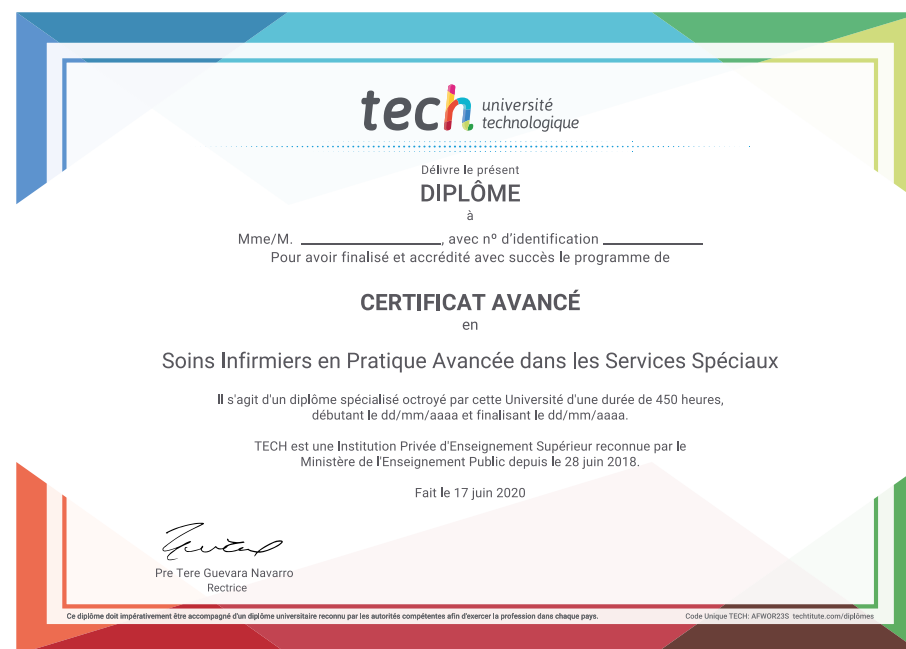 tech université
technologique
Délivre le présent
DIPLÔME
à
Mme/M. ____________________, avec nº d'identification ______________
Pour avoir finalisé et accrédité avec succès le programme de
CERTIFICAT AVANCÉ
en
Soins Infirmiers en Pratique Avancée dans les Services Spéciaux
Il s'agit d'un diplôme spécialisé octroyé par cette Université d'une durée de 450 heures,
débutant le dd/mm/aaaa et finalisant le dd/mm/aaaa.
TECH est une Institution Privée d'Enseignement Supérieur reconnue par le
Ministère de l'Enseignement Public depuis le 28 juin 2018.
Fait le 17 juin 2020
Pre Tere Guevara Navarro
Rectrice
Ce diplôme doit impérativement être accompagné d'un diplôme universitaire reconnu par les autorités compétentes afin d'exercer la profession dans chaque pays.
Code Unique TECH: AFWOR23S techtitute.com/diplômes